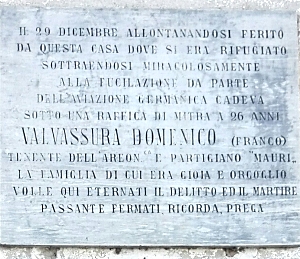 IL 29 DICEMBRE ALLONTANANDOSI FERITO
DA QUESTA CASA DOVE SI ERA RIFUGIATO
SOTTRAENDOSI MIRACOLOSAMENTE
ALLA FUCILAZIONE DA PARTE
DELL'AVIAZIONE GERMANICA CADEVA
SOTTO UNA RAFFICA DI MITRA A 26 ANNI
VALVASSURA DOMENICO (FRANCO)
TENENTE DELL'AREON.CO E PARTIGIANO "MAURI"
LA FAMIGLIA DI CUI ERA GIOIA E ORGOGLIO
VOLLE QUI ETERNATI IL DELITTO ED IL MARTIRE
PASSANTE FERMATI, RICORDA, PREGA